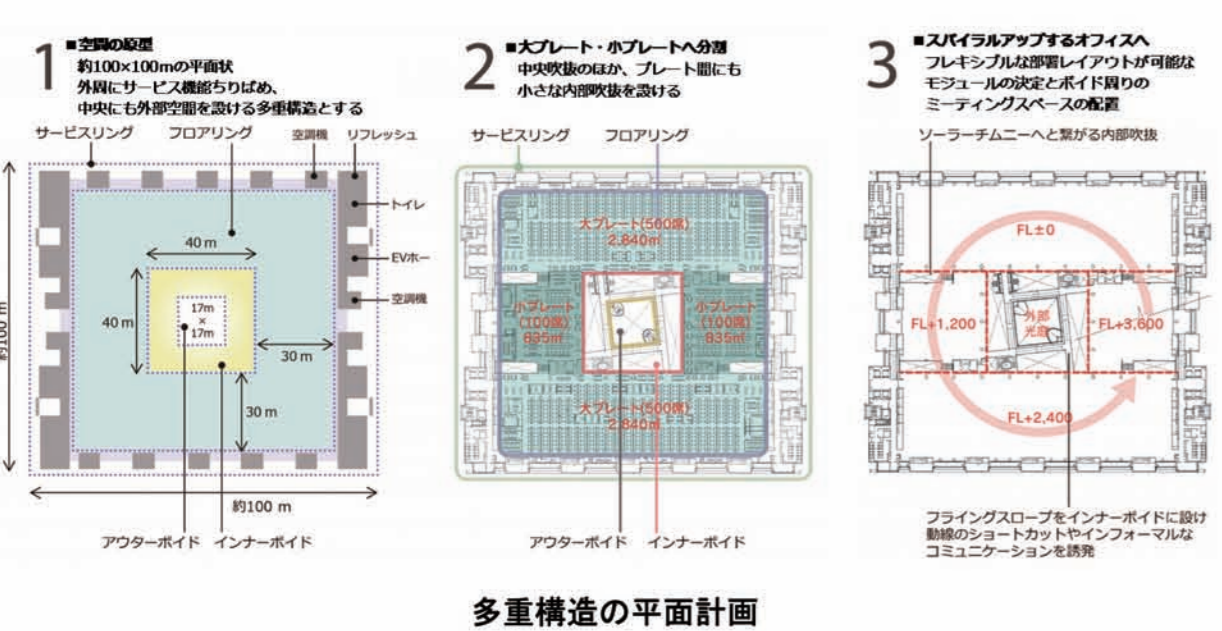 1
■空間の原型
約100×100mの平面状
外周にサービス機能ちりばめ、
中央にも外部空間を設ける多重構造とする
サービスリング
フロアリング
空調機
リフレッシュ
トイレ
EVホー
空調機
40 m
40 m
17m
×
17m
30 m
30 m
約100 m
約100 m
アウターボイド
インナーボイド
2
■大プレート・小プレートへ分割
中央吹抜のほか、プレート間にも
小さな内部吹抜を設ける
サービスリング
フロアリング
大プレート(500席)
2,840㎡
小プレート
(100席)
835㎡
小プレート
(100席)
835㎡
大プレート(500席)
2,840㎡
アウターボイド
インナーボイド
3
■スパイラルアップするオフィスへ
フレキシブルな部署レイアウトが可能な
モジュールの決定とボイド周りの
ミーティングスペースの配置
ソーラーチムニーへと繋がる内部吹抜
FL±0
FL+1,200
外部
光庭
FL+3,600
FL+2,400
フライングスロープをインナーボイドに設け
動線のショートカットやインフォーマルな
コミュニケーションを誘発
多重構造の平面計画